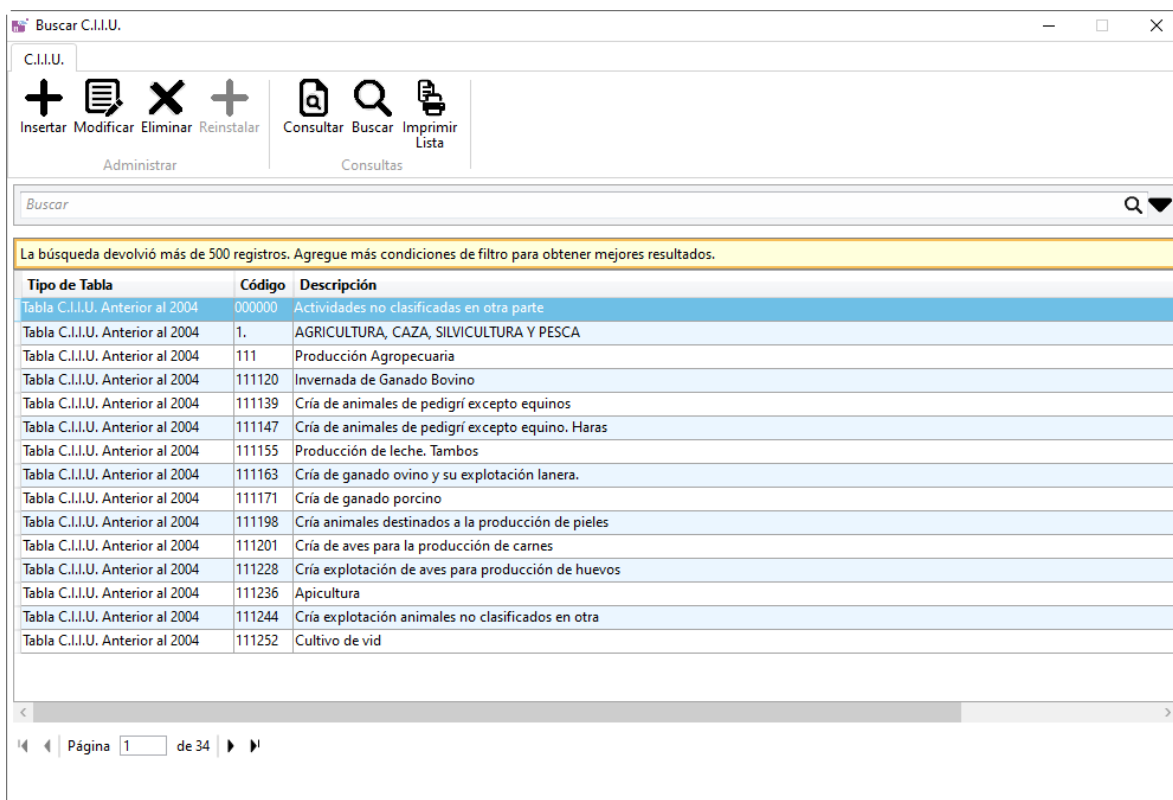 Buscar C.I.I.U.
C.I.I.U.
Insertar Modificar Eliminar Reinstalar Consultar Buscar Imprimir Lista
Administrar Consultas
Buscar
La búsqueda devolvió más de 500 registros. Agregue más condiciones de filtro para obtener mejores resultados.
Tipo de Tabla Código Descripción
Tabla C.I.I.U. Anterior al 2004 000000 Actividades no clasificadas en otra parte
Tabla C.I.I.U. Anterior al 2004 1. AGRICULTURA, CAZA, SILVICULTURA Y PESCA
Tabla C.I.I.U. Anterior al 2004 111 Producción Agropecuaria
Tabla C.I.I.U. Anterior al 2004 111120 Invernada de Ganado Bovino
Tabla C.I.I.U. Anterior al 2004 111139 Cría de animales de pedigrí excepto equinos
Tabla C.I.I.U. Anterior al 2004 111147 Cría de animales de pedigrí excepto equino. Haras
Tabla C.I.I.U. Anterior al 2004 111155 Producción de leche. Tambos
Tabla C.I.I.U. Anterior al 2004 111163 Cría de ganado ovino y su explotación lanera.
Tabla C.I.I.U. Anterior al 2004 111171 Cría de ganado porcino
Tabla C.I.I.U. Anterior al 2004 111198 Cría animales destinados a la producción de pieles
Tabla C.I.I.U. Anterior al 2004 111201 Cría de aves para la producción de carnes
Tabla C.I.I.U. Anterior al 2004 111228 Cría explotación de aves para producción de huevos
Tabla C.I.I.U. Anterior al 2004 111236 Apicultura
Tabla C.I.I.U. Anterior al 2004 111244 Cría explotación animales no clasificados en otra
Tabla C.I.I.U. Anterior al 2004 111252 Cultivo de vid
Página 1 de 34